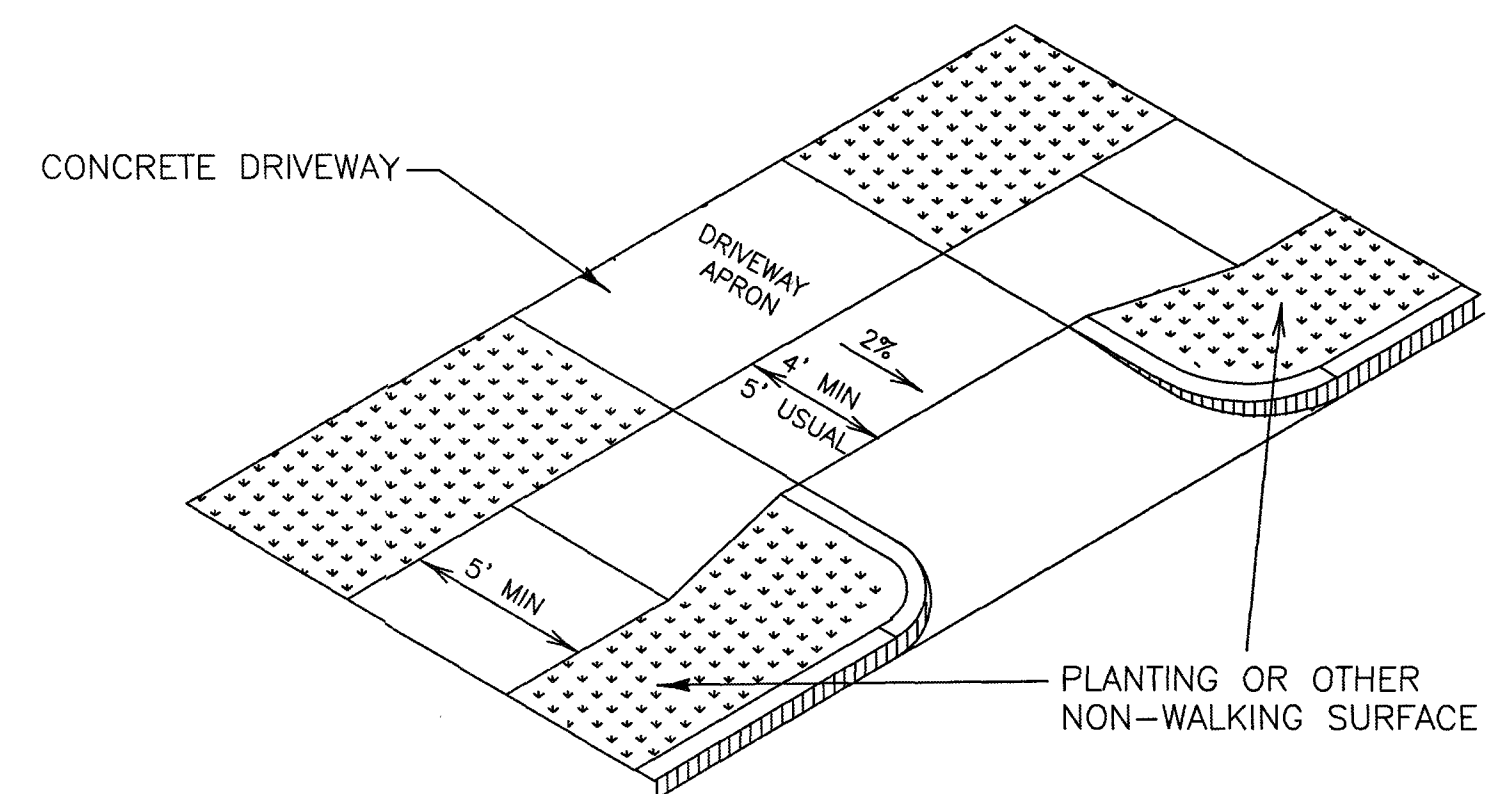 CONCRETE DRIVEWAY
DRIVEWAY
APRON
2%
4' MIN
5' USUAL
5' MIN
PLANTING OR OTHER
NON-WALKING SURFACE